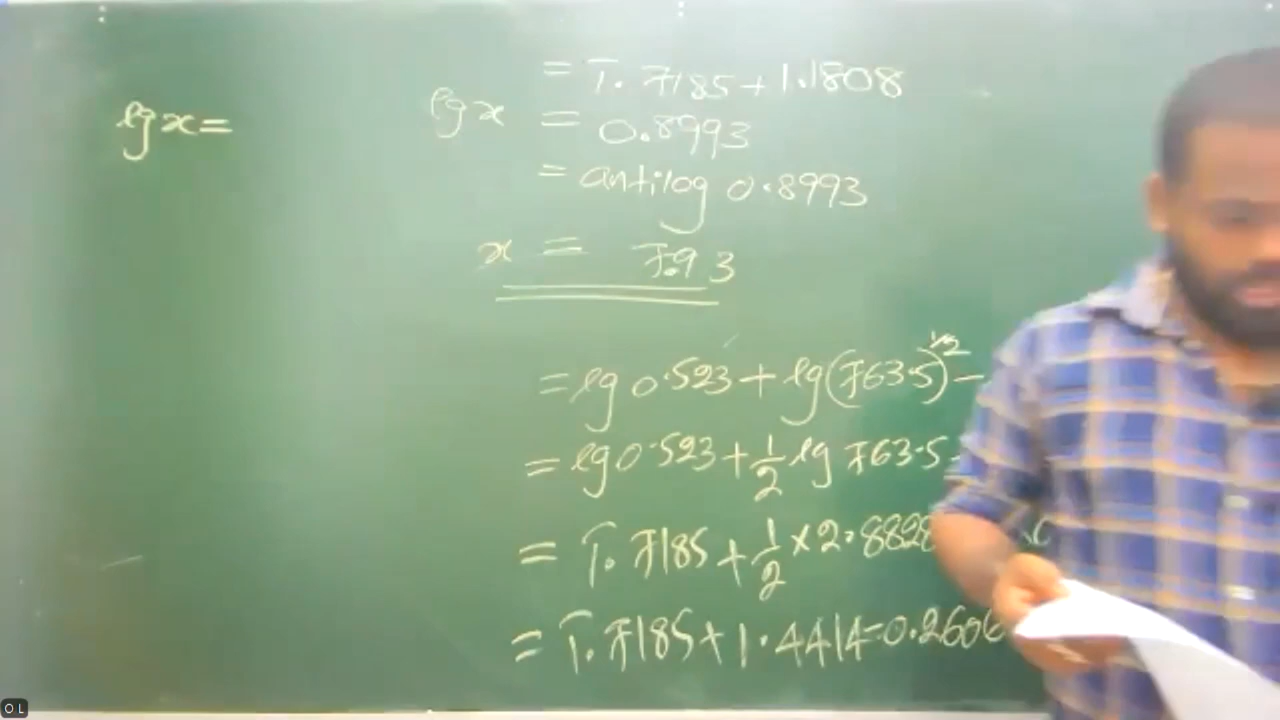 lg x =
= 1̅.7185 + 1.1808
lg x = 0.8993
= antilog 0.8993
x = 7.93
= lg 0.523 + lg(763.5)^1/2 -
= lg 0.523 + 1/2 lg 763.5 -
= 1̅.7185 + 1/2 × 2.8828
= 1̅.7185 + 1.4414 - 0.2606
O L